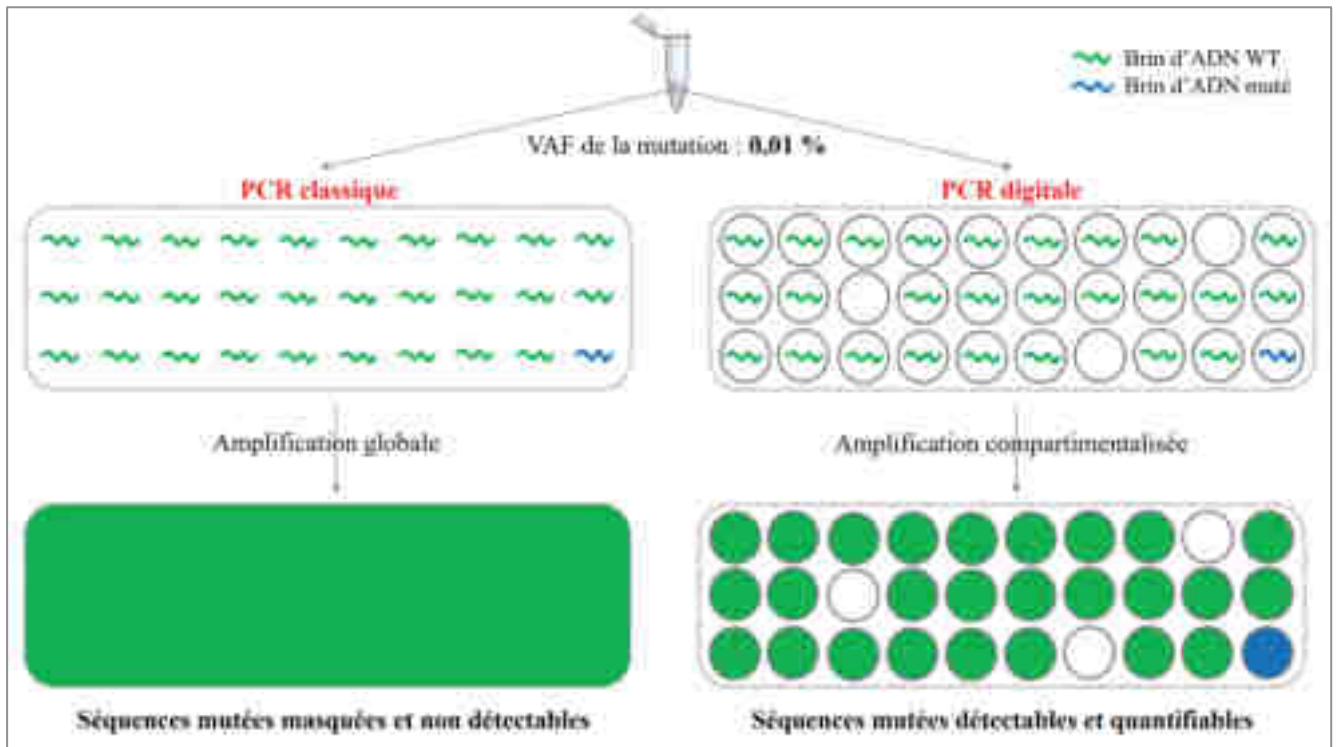 Brin d'ADN WT
Brin d'ADN muté
VAF de la mutation : 0,01 %
PCR classique
PCR digitale
Amplification globale
Amplification compartimentalisée
Séquences mutées masquées et non détectables
Séquences mutées détectables et quantifiables